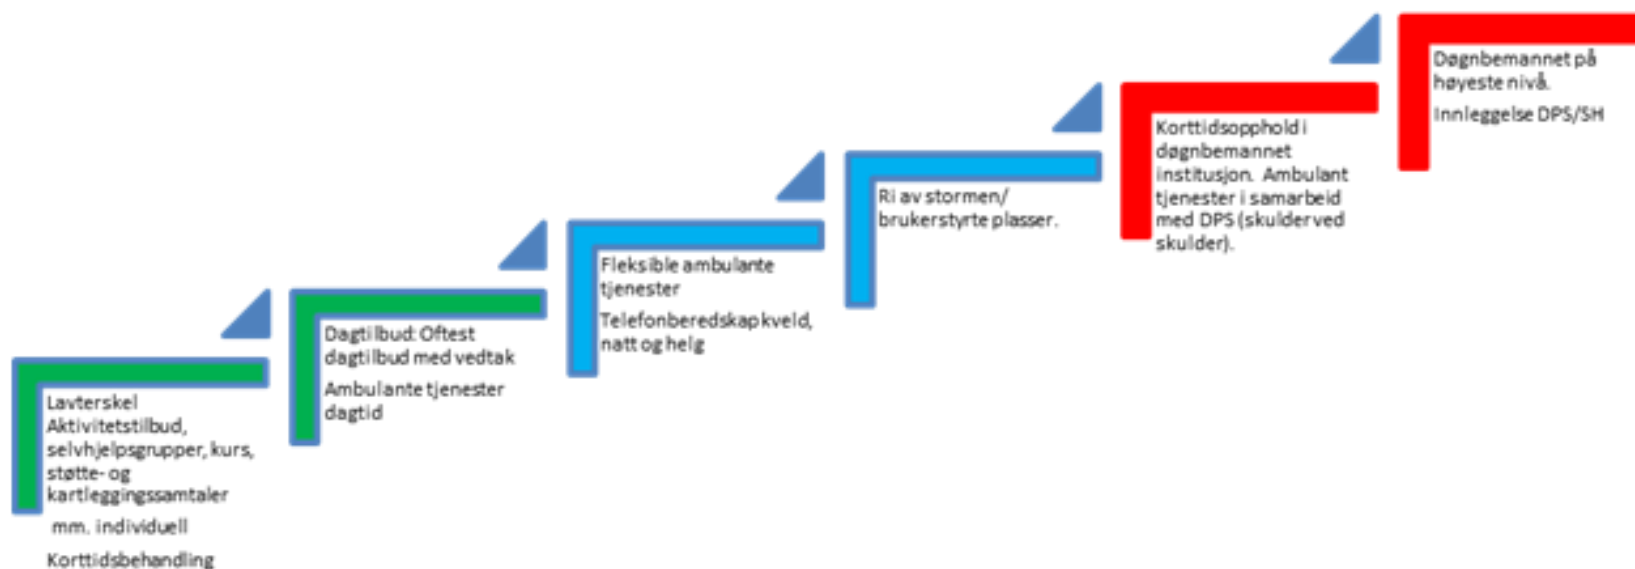 Lavterskel
Aktivitetstilbud,
selvhjelpsgrupper, kurs,
støtte- og
kartleggingssamtaler
mm. individuell
Korttidsbehandling
Dagtilbud: Oftest
dagtilbud med vedtak
Ambulante tjenester
dagtid
Fleksible ambulante
tjenester
Telefonberedskap kveld,
natt og helg
Ri av stormen/
brukerstyrte plasser.
Korttidsopphold i
døgnbemannet
institusjon. Ambulant
tjenester i samarbeid
med DPS (skulder ved
skulder).
Døgnbemannet på
høyeste nivå.
Innleggelse DPS/SH